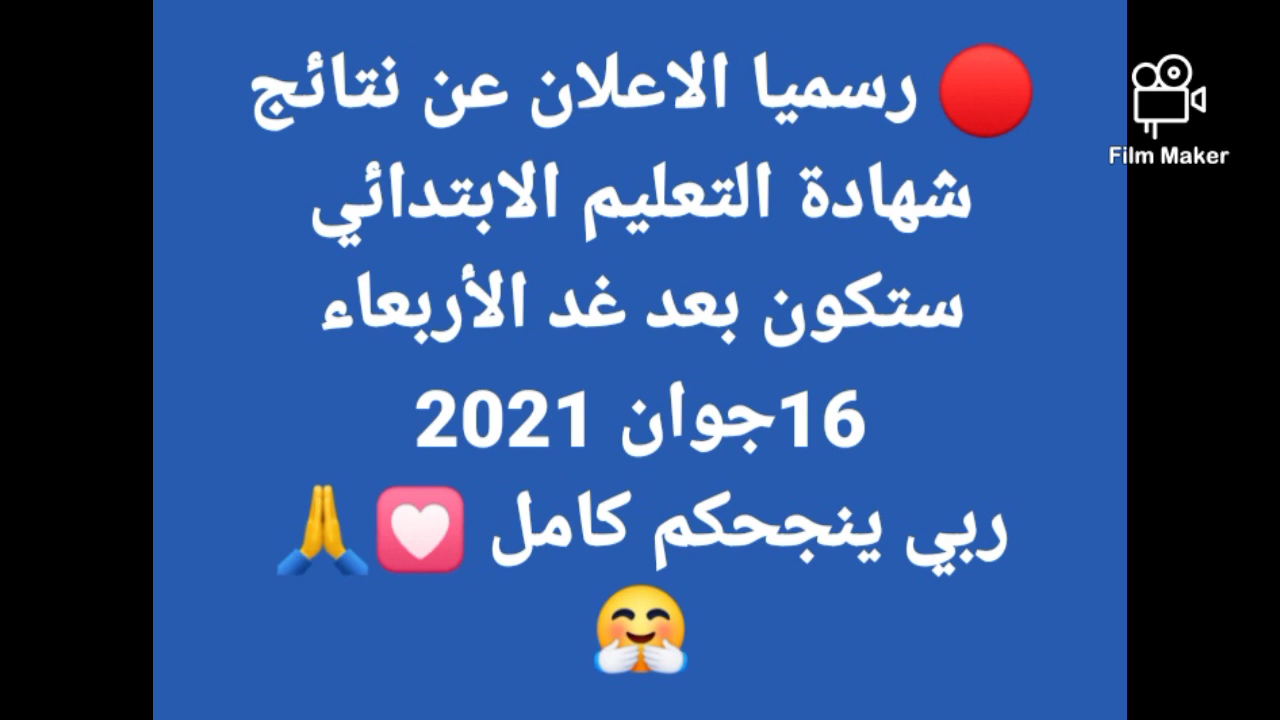 🔴 رسميا الاعلان عن نتائج
شهادة التعليم الابتدائي
ستكون بعد غد الأربعاء
16جوان 2021
ربي ينجحكم كامل 💟🙏
🤗
Film Maker